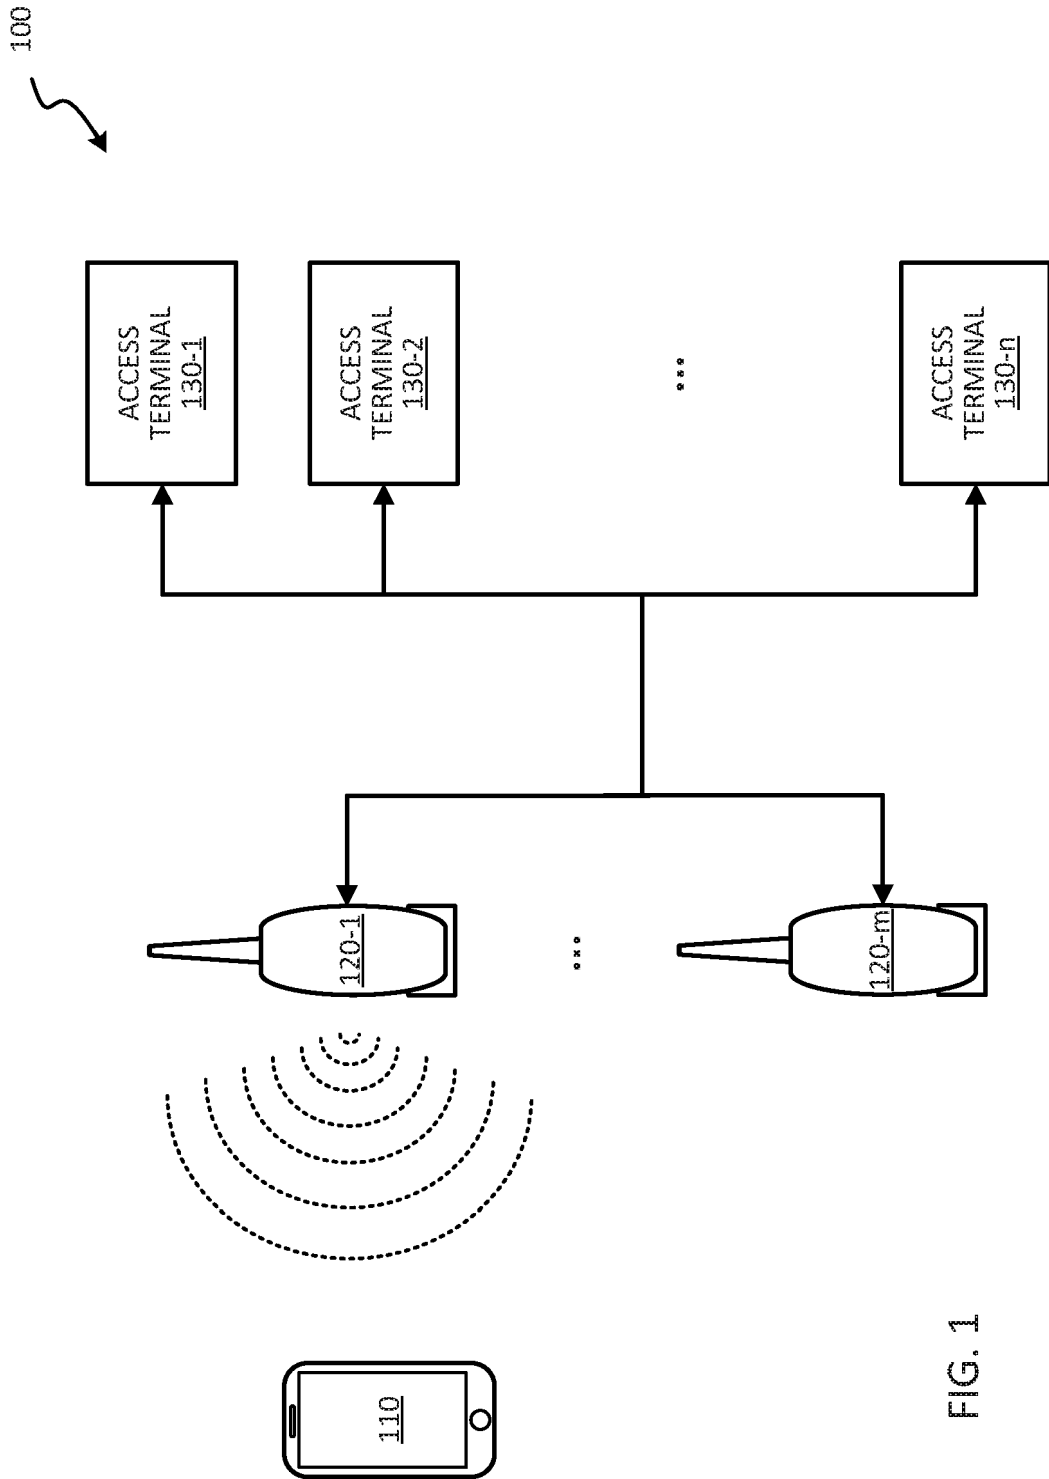 100
ACCESS
TERMINAL
130-1
ACCESS
TERMINAL
130-2
...
ACCESS
TERMINAL
130-n
120-1
...
120-m
110
FIG. 1